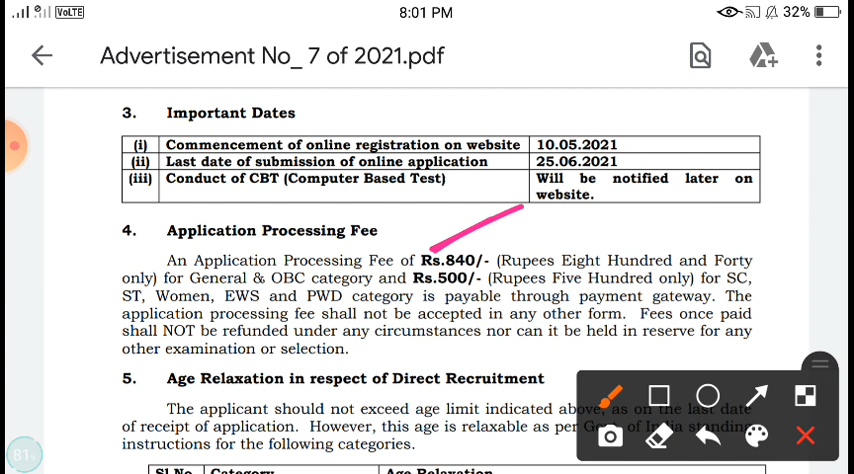 VoLTE 8:01 PM 32%
Advertisement No_ 7 of 2021.pdf
3. Important Dates
(i) Commencement of online registration on website 10.05.2021
(ii) Last date of submission of online application 25.06.2021
(iii) Conduct of CBT (Computer Based Test) Will be notified later on
website.
4. Application Processing Fee
An Application Processing Fee of Rs.840/- (Rupees Eight Hundred and Forty
only) for General & OBC category and Rs.500/- (Rupees Five Hundred only) for SC,
ST, Women, EWS and PWD category is payable through payment gateway. The
application processing fee shall not be accepted in any other form. Fees once paid
shall NOT be refunded under any circumstances nor can it be held in reserve for any
other examination or selection.
5. Age Relaxation in respect of Direct Recruitment
The applicant should not exceed age limit indicated above, as on the last date
of receipt of application. However, this age is relaxable as per Govt of India standing
instructions for the following categories.
81%
Sl No Category Age Relaxation